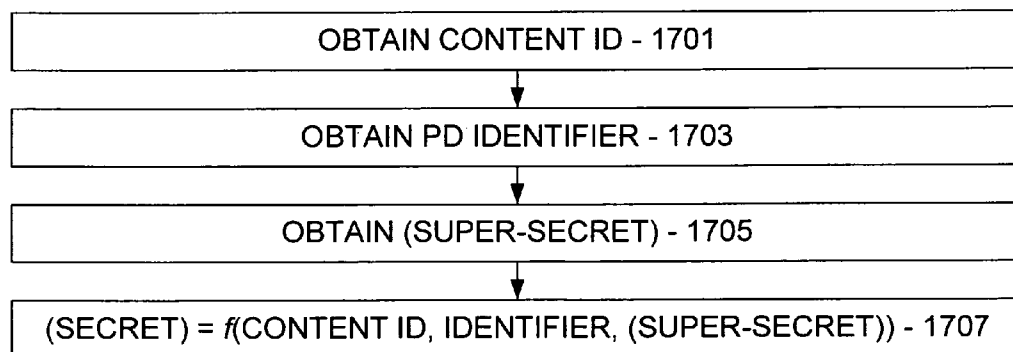 OBTAIN CONTENT ID - 1701
OBTAIN PD IDENTIFIER - 1703
OBTAIN (SUPER-SECRET) - 1705
(SECRET) = f(CONTENT ID, IDENTIFIER, (SUPER-SECRET)) - 1707